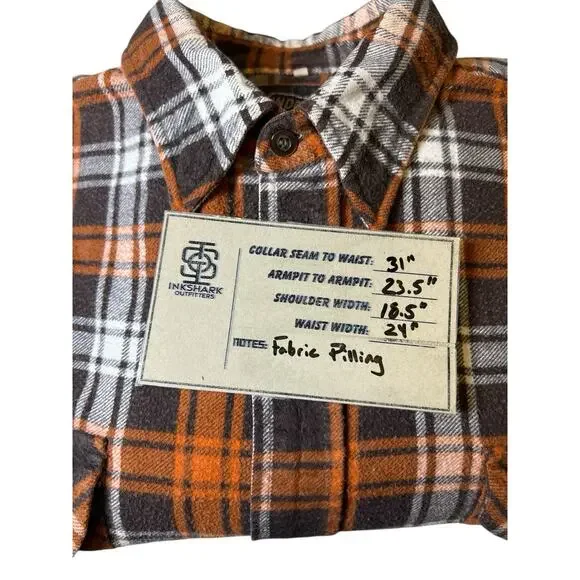 INKSHARK
OUTFITTERS
COLLAR SEAM TO WAIST: 31"
ARMPIT TO ARMPIT: 23.5"
SHOULDER WIDTH: 18.5"
WAIST WIDTH: 24"
NOTES: Fabric Pilling